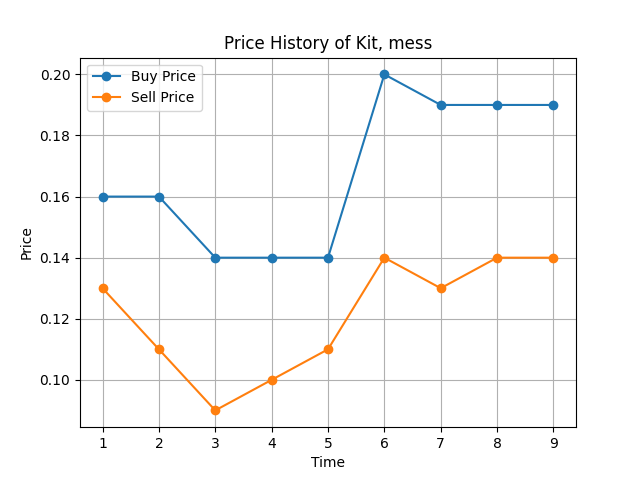 Price History of Kit, mess
Buy Price
Sell Price
0.20
0.18
0.16
0.14
0.12
0.10
Price
1 2 3 4 5 6 7 8 9
Time